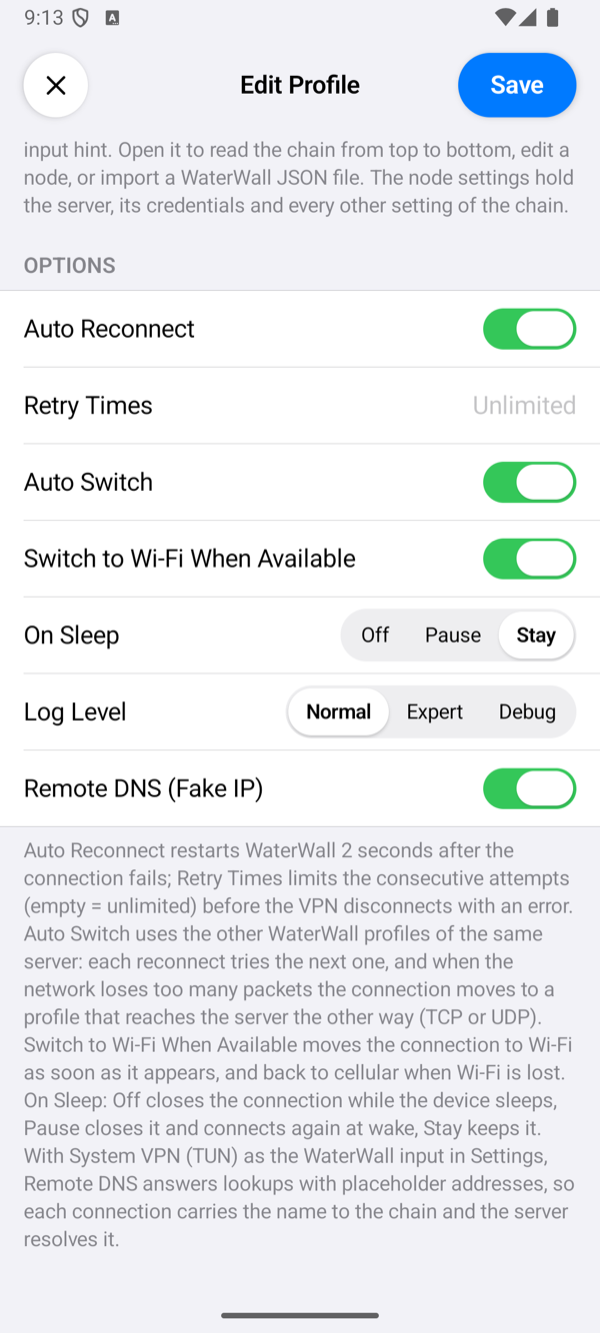 9:13
Edit Profile
Save
input hint. Open it to read the chain from top to bottom, edit a
node, or import a WaterWall JSON file. The node settings hold
the server, its credentials and every other setting of the chain.
OPTIONS
Auto Reconnect
Retry Times
Unlimited
Auto Switch
Switch to Wi-Fi When Available
On Sleep
Off
Pause
Stay
Log Level
Normal
Expert
Debug
Remote DNS (Fake IP)
Auto Reconnect restarts WaterWall 2 seconds after the
connection fails; Retry Times limits the consecutive attempts
(empty = unlimited) before the VPN disconnects with an error.
Auto Switch uses the other WaterWall profiles of the same
server: each reconnect tries the next one, and when the
network loses too many packets the connection moves to a
profile that reaches the server the other way (TCP or UDP).
Switch to Wi-Fi When Available moves the connection to Wi-Fi
as soon as it appears, and back to cellular when Wi-Fi is lost.
On Sleep: Off closes the connection while the device sleeps,
Pause closes it and connects again at wake, Stay keeps it.
With System VPN (TUN) as the WaterWall input in Settings,
Remote DNS answers lookups with placeholder addresses, so
each connection carries the name to the chain and the server
resolves it.